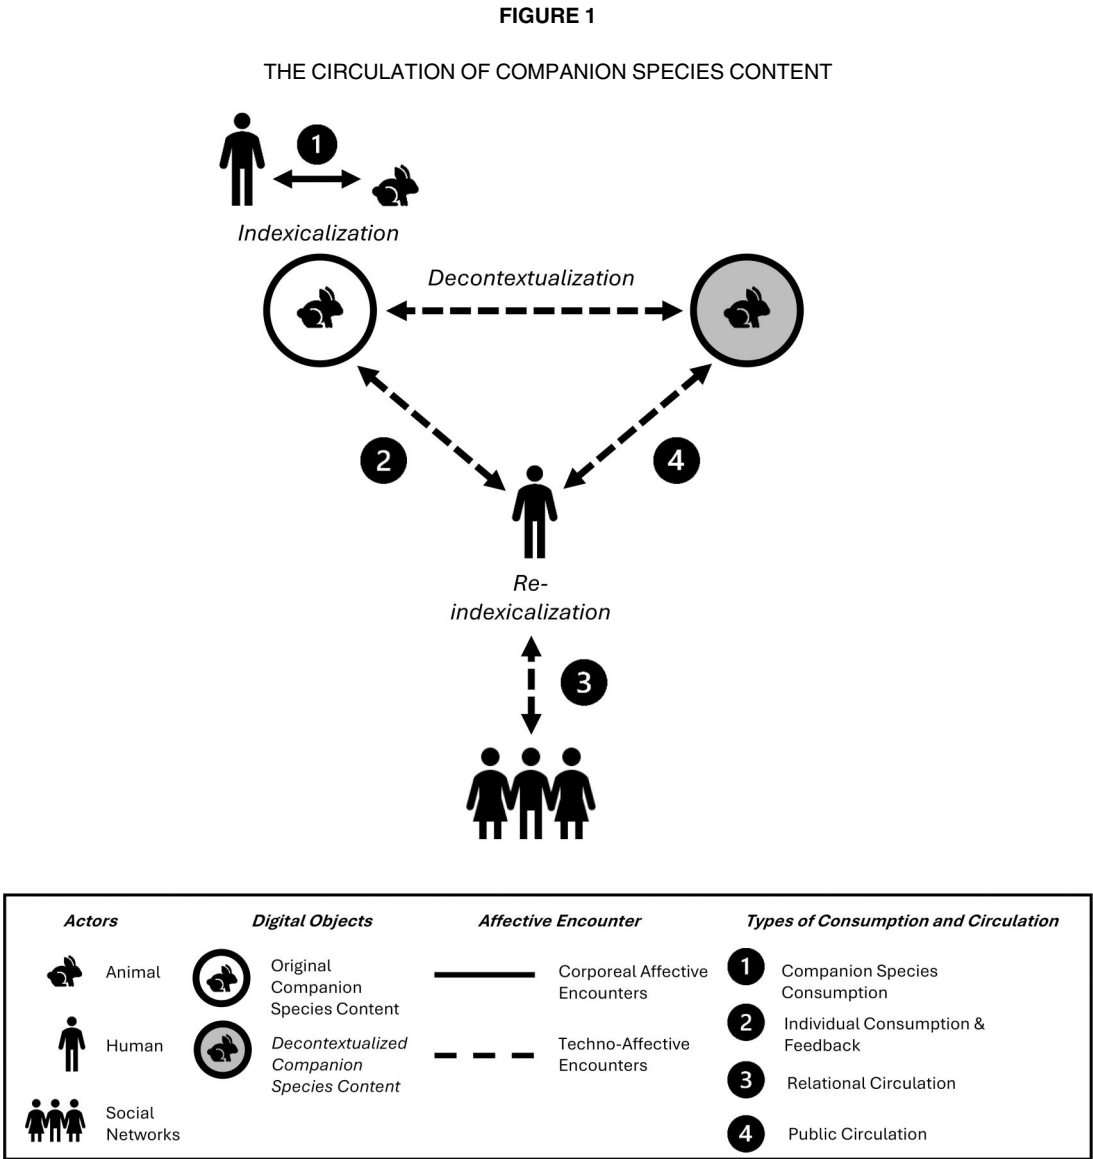 FIGURE 1
THE CIRCULATION OF COMPANION SPECIES CONTENT
1
Indexicalization
Decontextualization
2
4
Re-
indexicalization
3
Actors
Animal
Human
Social
Networks
Digital Objects
Original
Companion
Species Content
Decontextualized
Companion
Species Content
Affective Encounter
Corporeal Affective
Encounters
Techno-Affective
Encounters
Types of Consumption and Circulation
1
Companion Species
Consumption
2
Individual Consumption &
Feedback
3
Relational Circulation
4
Public Circulation